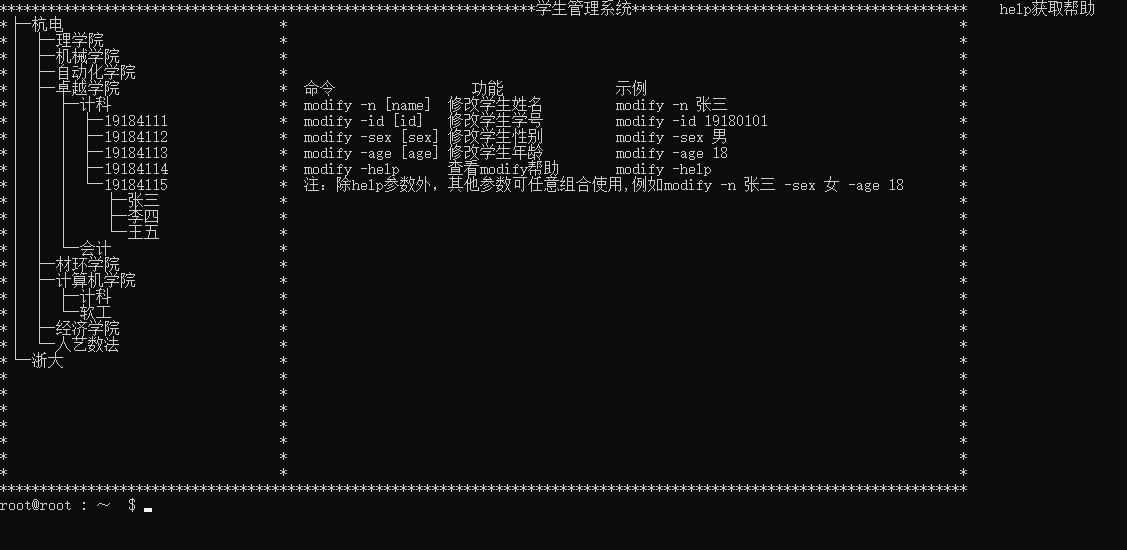 学生管理系统 help获取帮助
杭电
理学院
机械学院
自动化学院
卓越学院 命令 功能 示例
计科 modify -n [name] 修改学生姓名 modify -n 张三
19184111 modify -id [id] 修改学生学号 modify -id 19180101
19184112 modify -sex [sex] 修改学生性别 modify -sex 男
19184113 modify -age [age] 修改学生年龄 modify -age 18
19184114 modify -help 查看modify帮助 modify -help
19184115 注：除help参数外，其他参数可任意组合使用,例如modify -n 张三 -sex 女 -age 18
张三
李四
王五
会计
材环学院
计算机学院
计科
软工
经济学院
人艺数法
浙大
root@root : ~ $